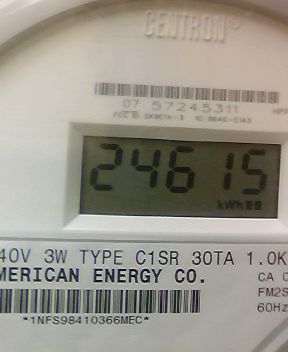 CENTRON®
07 57245311
24615
kWh
40V 3W TYPE C1SR 30TA 1.0K
MERICAN ENERGY CO.
CA
FM2S
60Hz
*1NFS98410366MEC*